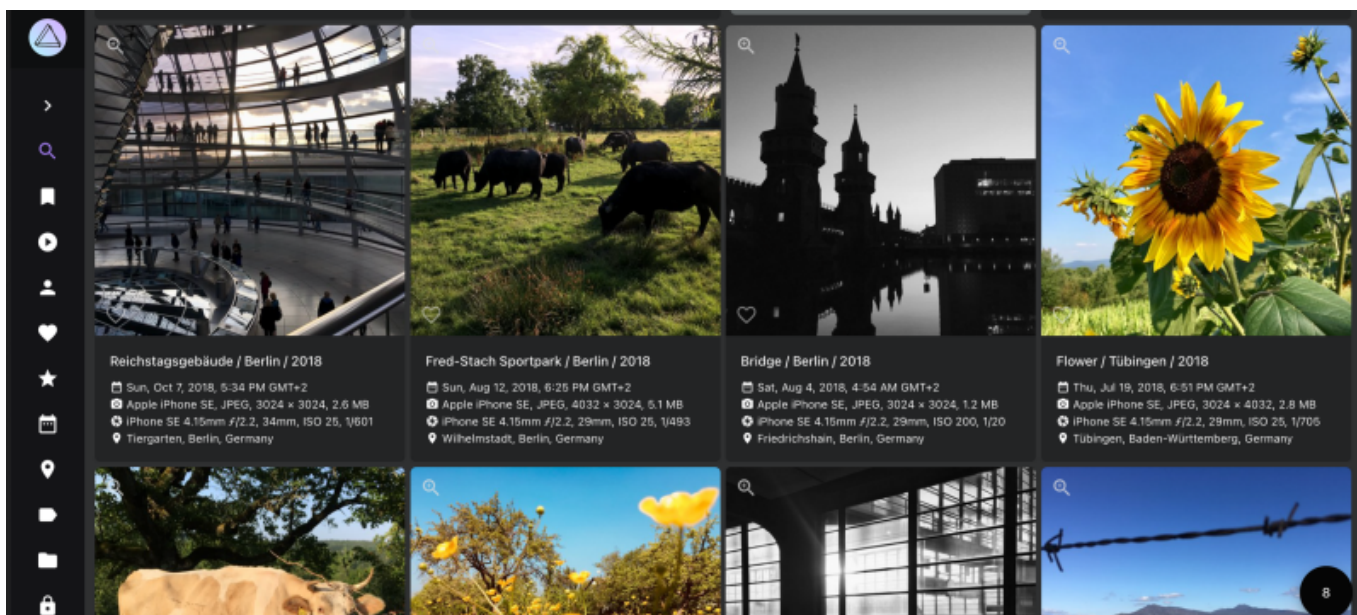 Reichstagsgebäude / Berlin / 2018
Sun, Oct 7, 2018, 5:34 PM GMT+2
Apple iPhone SE, JPEG, 3024 × 3024, 2.6 MB
iPhone SE 4.15mm ƒ/2.2, 34mm, ISO 25, 1/601
Tiergarten, Berlin, Germany
Fred-Stach Sportpark / Berlin / 2018
Sun, Aug 12, 2018, 6:25 PM GMT+2
Apple iPhone SE, JPEG, 4032 × 3024, 5.1 MB
iPhone SE 4.15mm ƒ/2.2, 29mm, ISO 25, 1/493
Wilhelmstadt, Berlin, Germany
Bridge / Berlin / 2018
Sat, Aug 4, 2018, 4:54 AM GMT+2
Apple iPhone SE, JPEG, 3024 × 3024, 1.2 MB
iPhone SE 4.15mm ƒ/2.2, 29mm, ISO 200, 1/20
Friedrichshain, Berlin, Germany
Flower / Tübingen / 2018
Thu, Jul 19, 2018, 6:51 PM GMT+2
Apple iPhone SE, JPEG, 3024 × 4032, 2.8 MB
iPhone SE 4.15mm ƒ/2.2, 29mm, ISO 25, 1/705
Tübingen, Baden-Württemberg, Germany
8